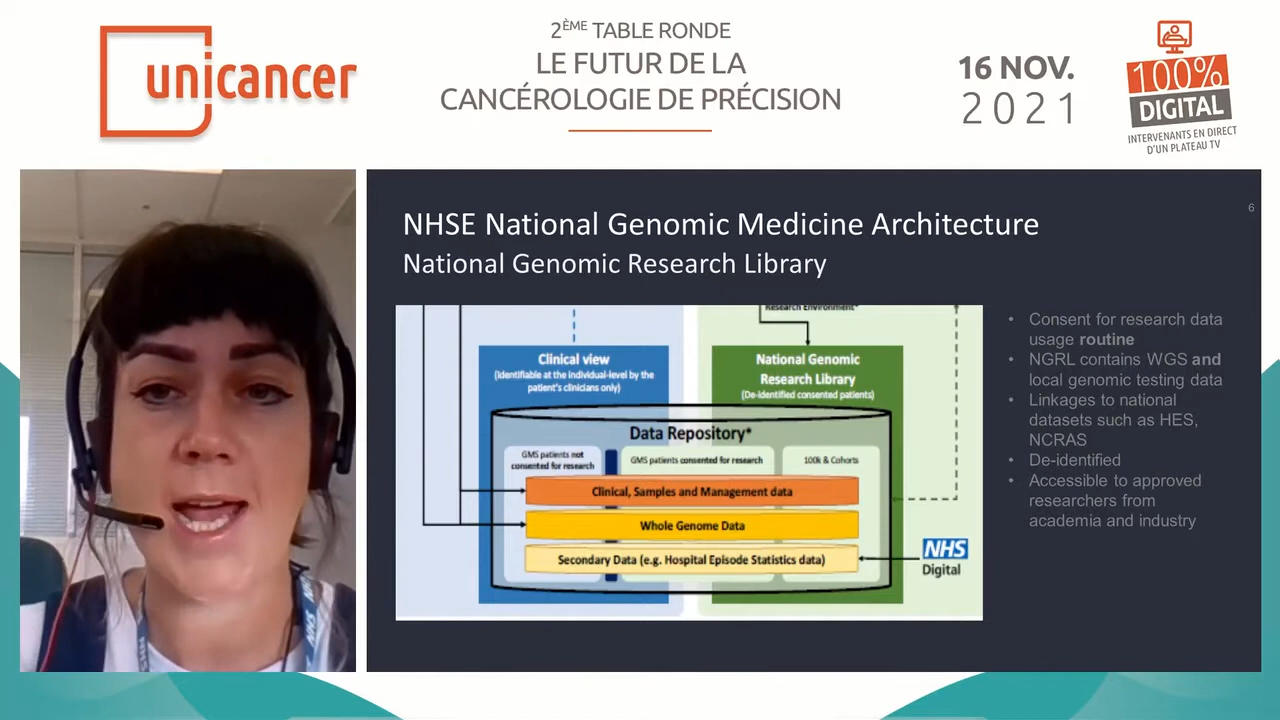 unicancer
2ÈME TABLE RONDE
LE FUTUR DE LA
CANCÉROLOGIE DE PRÉCISION
16 NOV.
2021
100%
DIGITAL
INTERVENANTS EN DIRECT
D'UN PLATEAU TV
6
NHSE National Genomic Medicine Architecture
National Genomic Research Library
Research Environment*
Clinical view
(Identifiable at the individual-level by the
patient's clinicians only)
National Genomic
Research Library
(De-identified consented patients)
Data Repository*
GMS patients not
consented for research
GMS patients consented for research
100k & Cohorts
Clinical, Samples and Management data
Whole Genome Data
Secondary Data (e.g. Hospital Episode Statistics data)
NHS
Digital
• Consent for research data
usage routine
• NGRL contains WGS and
local genomic testing data
• Linkages to national
datasets such as HES,
NCRAS
• De-identified
• Accessible to approved
researchers from
academia and industry
NHS